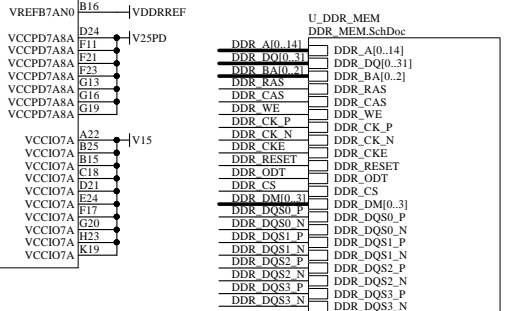 VREFB7AN0 B16 VDDRREF
VCCPD7A8A D24 V25PD
VCCPD7A8A F11
VCCPD7A8A F21
VCCPD7A8A F23
VCCPD7A8A G13
VCCPD7A8A G16
VCCPD7A8A G19
VCCIO7A A22 V15
VCCIO7A B25
VCCIO7A B15
VCCIO7A C18
VCCIO7A D21
VCCIO7A E24
VCCIO7A F17
VCCIO7A G20
VCCIO7A H23
VCCIO7A K19
U_DDR_MEM
DDR_MEM.SchDoc
DDR_A[0..14] DDR_A[0..14]
DDR_DQ[0..31] DDR_DQ[0..31]
DDR_BA[0..2] DDR_BA[0..2]
DDR_RAS DDR_RAS
DDR_CAS DDR_CAS
DDR_WE DDR_WE
DDR_CK_P DDR_CK_P
DDR_CK_N DDR_CK_N
DDR_CKE DDR_CKE
DDR_RESET DDR_RESET
DDR_ODT DDR_ODT
DDR_CS DDR_CS
DDR_DM[0..3] DDR_DM[0..3]
DDR_DQS0_P DDR_DQS0_P
DDR_DQS0_N DDR_DQS0_N
DDR_DQS1_P DDR_DQS1_P
DDR_DQS1_N DDR_DQS1_N
DDR_DQS2_P DDR_DQS2_P
DDR_DQS2_N DDR_DQS2_N
DDR_DQS3_P DDR_DQS3_P
DDR_DQS3_N DDR_DQS3_N